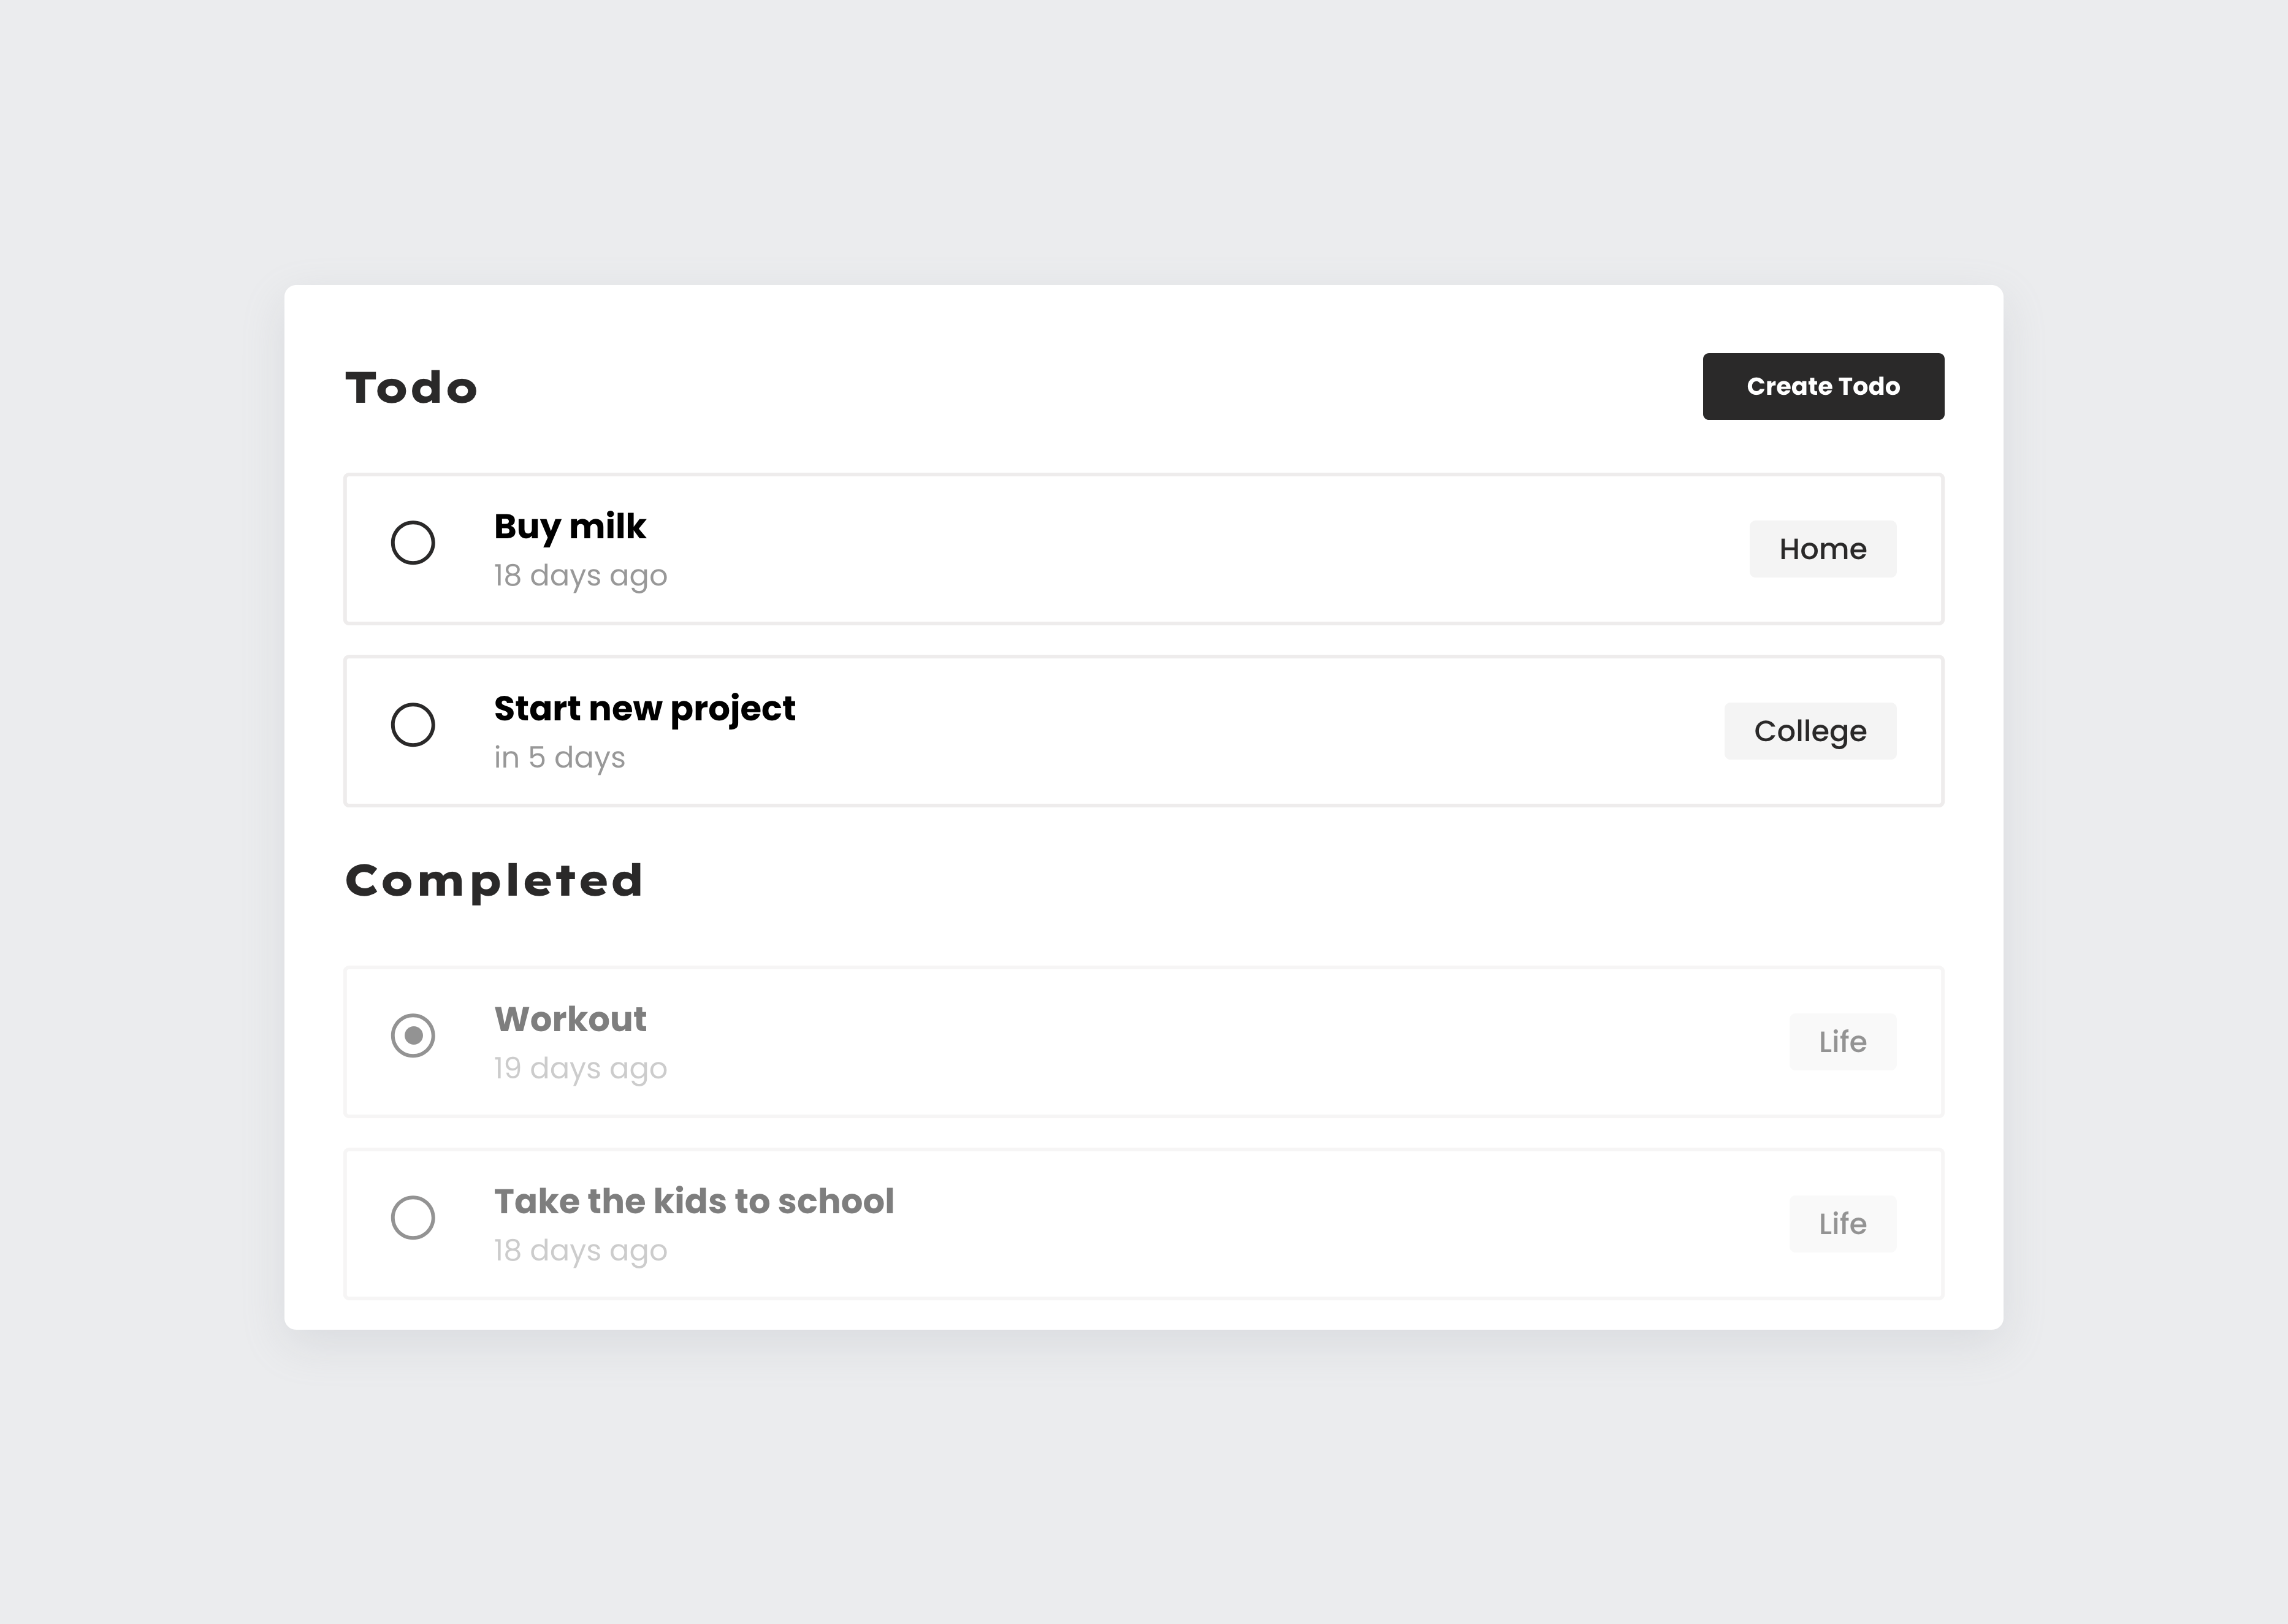 Todo
Create Todo
Buy milk
18 days ago
Home
Start new project
in 5 days
College
Completed
Workout
19 days ago
Life
Take the kids to school
18 days ago
Life